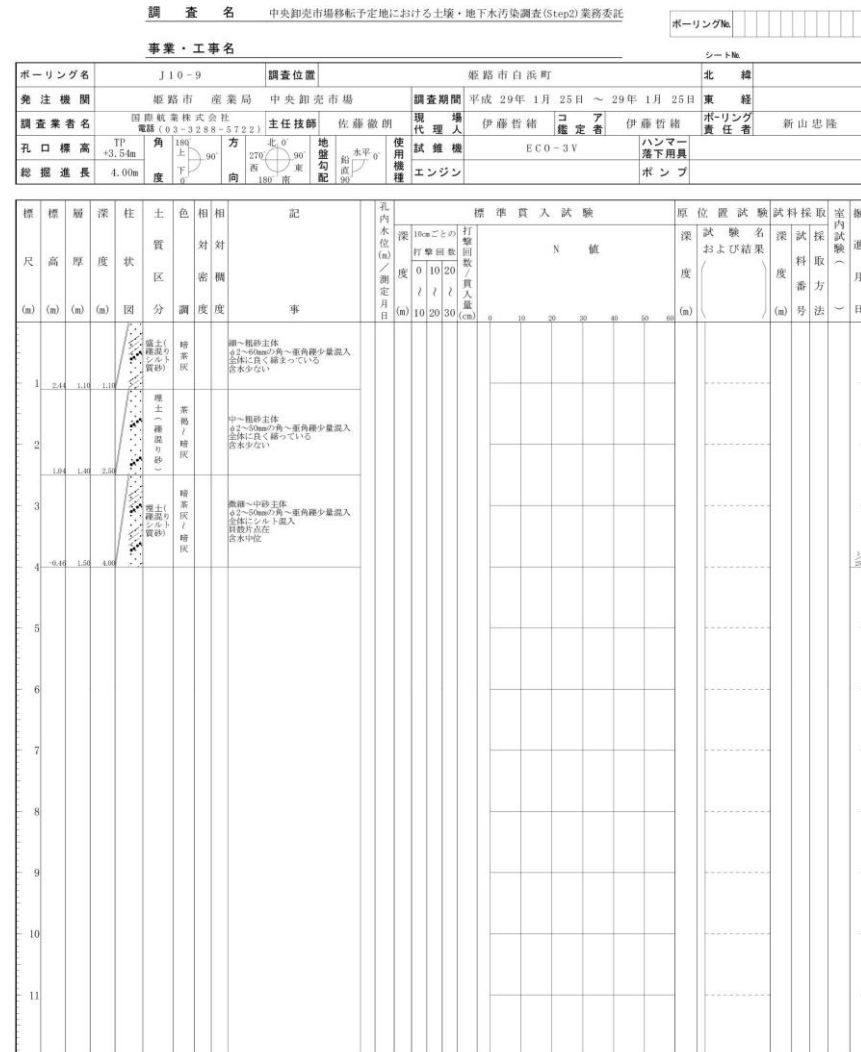 調査名 中央卸売市場移転予定地における土壌・地下水汚染調査(Step2)業務委託
ボーリングNo.
事業・工事名
シートNo.
ボーリング名 J10-9 調査位置 姫路市白浜町 北緯
発注機関 姫路市 産業局 中央卸売市場 調査期間 平成 29年 1月 25日 ～ 29年 1月 25日 東経
調査業者名 国際航業株式会社 電話(03-3288-5722) 主任技師 佐藤徹朗 現場代理人 伊藤哲緒 コア鑑定者 伊藤哲緒 ボーリング責任者 新山忠隆
孔口標高 TP +3.54m 角度 180° 上 下 0° 90° 方向 北 0° 90° 東 180° 南 270° 西 地盤勾配 水平 0° 鉛直 90° 使用機種 試錐機 ECO-3V ハンマー落下用具
総掘進長 4.00m エンジン ポンプ
標尺(m) 標高(m) 層厚(m) 深度(m) 柱状図 土質区分 色調 相対密度 相対稠度 記事 孔内水位(m)／測定月日 標準貫入試験 原位置試験 試料採取 室内試験( ) 掘進月日
深度(m) 10cmごとの打撃回数 打撃回数/貫入量(cm) N 値 深度(m) 試験名および結果 深度(m) 試料番号 採取方法
0 10 20
～ ～ ～
10 20 30
0 10 20 30 40 50 60
盛土(礫混りシルト質砂) 暗茶灰
細～粗砂主体
φ2～60mmの角～亜角礫少量混入
全体に良く締まっている
含水少ない
1 2.44 1.10 1.10
埋土(礫混り砂) 茶褐～暗灰
中～粗砂主体
φ2～50mmの角～亜角礫少量混入
全体に良く締っている
含水少ない
2
1.04 1.40 2.50
3
埋土(礫混りシルト質砂) 暗茶灰～暗灰
微細～中砂主体
φ2～50mmの角～亜角礫少量混入
全体にシルト混入
貝殻片点在
含水中位
4 -0.46 1.50 4.00
5
6
7
8
9
10
11